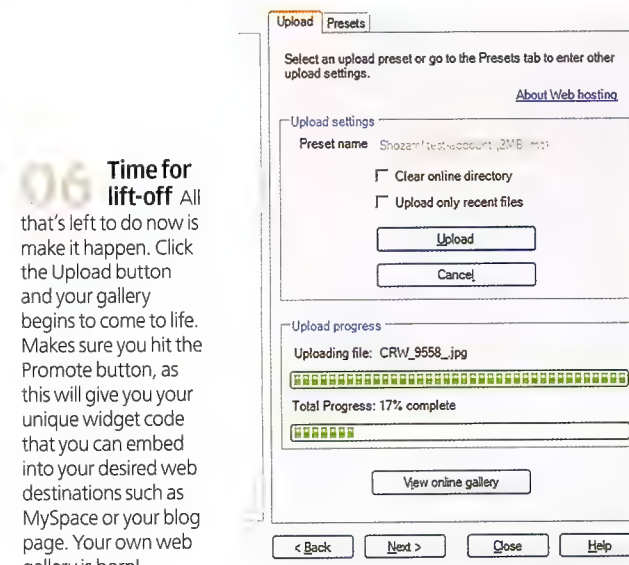 06 Time for
lift-off All
that's left to do now is
make it happen. Click
the Upload button
and your gallery
begins to come to life.
Makes sure you hit the
Promote button, as
this will give you your
unique widget code
that you can embed
into your desired web
destinations such as
MySpace or your blog
page. Your own web
Upload Presets
Select an upload preset or go to the Presets tab to enter other
upload settings.
About Web hosting
Upload settings
Preset name
Clear online directory
Upload only recent files
Upload
Cancel
Upload progress
Uploading file: CRW_9558_.jpg
Total Progress: 17% complete
View online gallery
< Back Next > Close Help